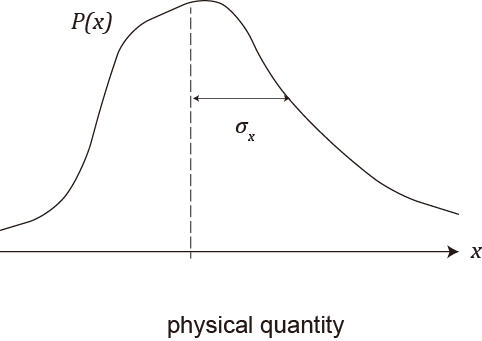 P(x)
σx
x
physical quantity